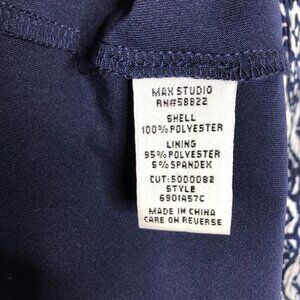 MAX STUDIO
RN#58822
SHELL
100% POLYESTER
LINING
95% POLYESTER
5% SPANDEX
CUT: 5000082
STYLE
6901A57C
MADE IN CHINA
CARE ON REVERSE